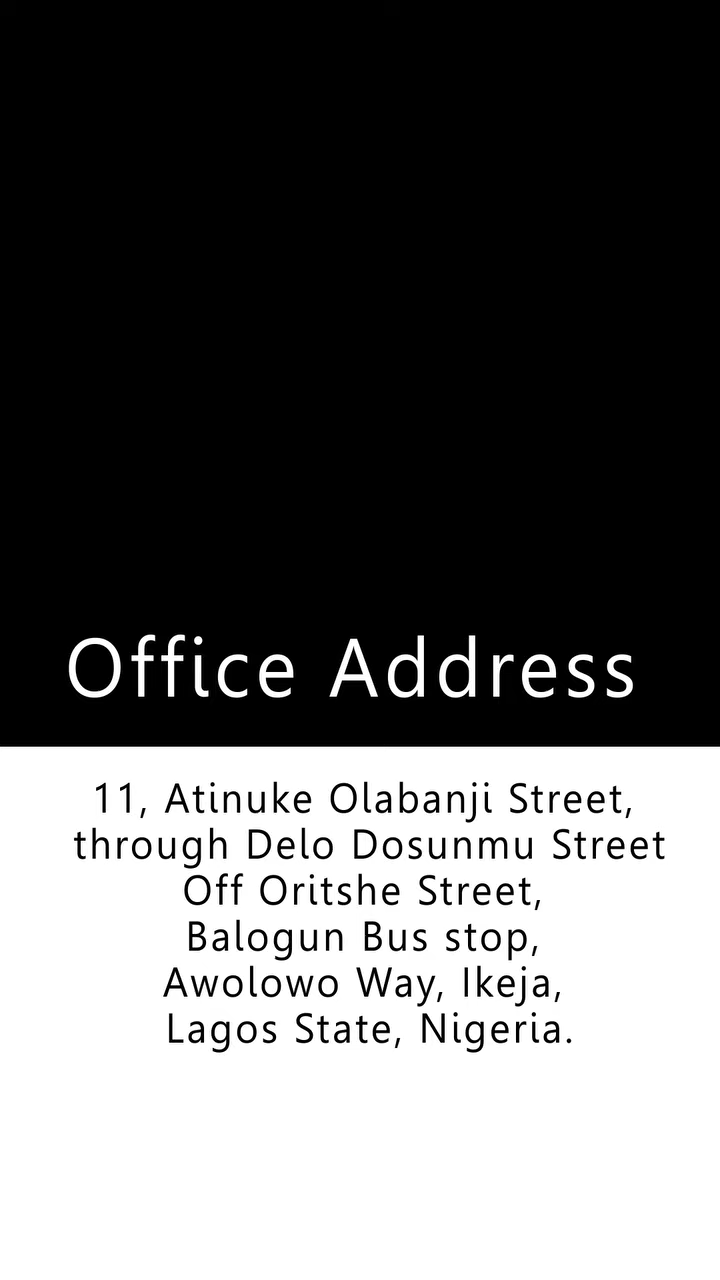 Office Address
11, Atinuke Olabanji Street,
through Delo Dosunmu Street
Off Oritshe Street,
Balogun Bus stop,
Awolowo Way, Ikeja,
Lagos State, Nigeria.